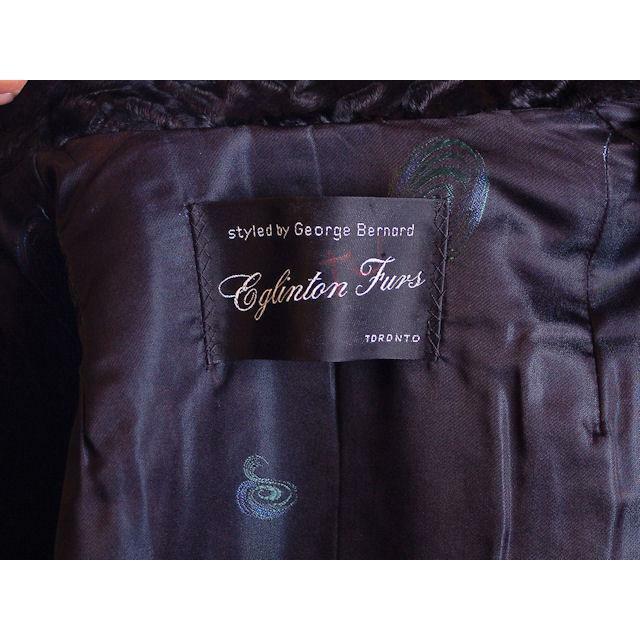 styled by George Bernard
Eglinton Furs
TORONTO